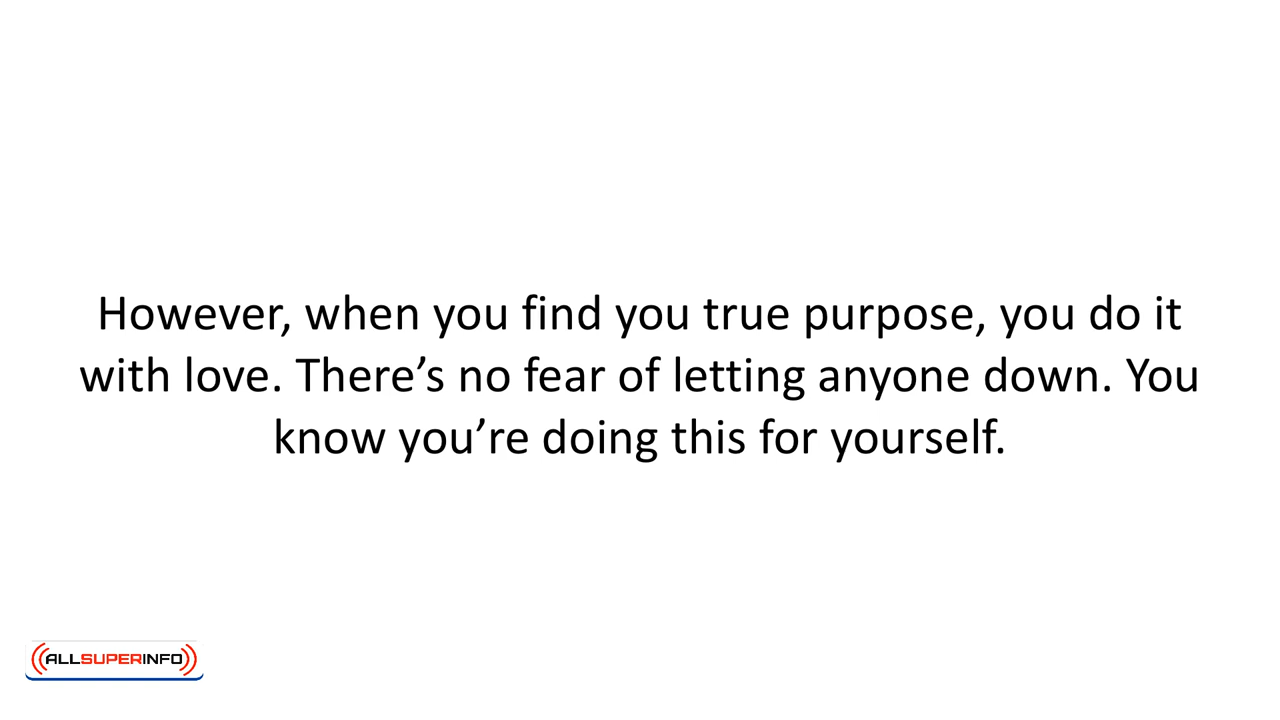 However, when you find you true purpose, you do it
with love. There’s no fear of letting anyone down. You
know you’re doing this for yourself.
ALLSUPERINFO